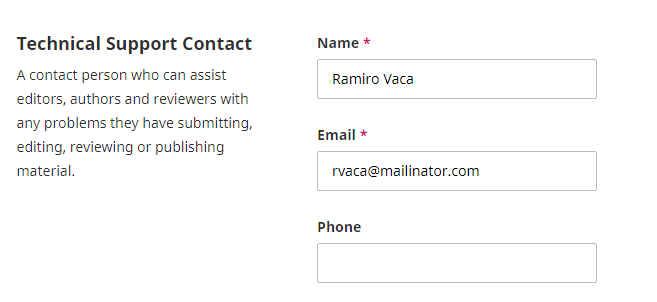 Technical Support Contact
A contact person who can assist
editors, authors and reviewers with
any problems they have submitting,
editing, reviewing or publishing
material.
Name *
Ramiro Vaca
Email *
rvaca@mailinator.com
Phone